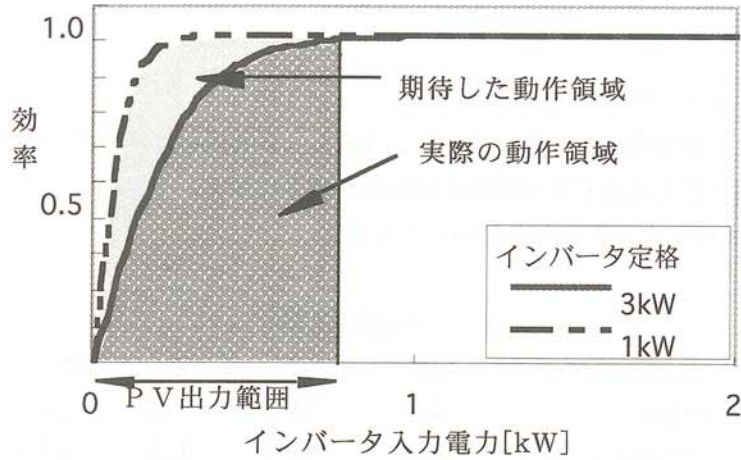 1.0
期待した動作領域
効
率
実際の動作領域
0.5
インバータ定格
3kW
1kW
ＰＶ出力範囲
0
1
2
インバータ入力電力[kW]